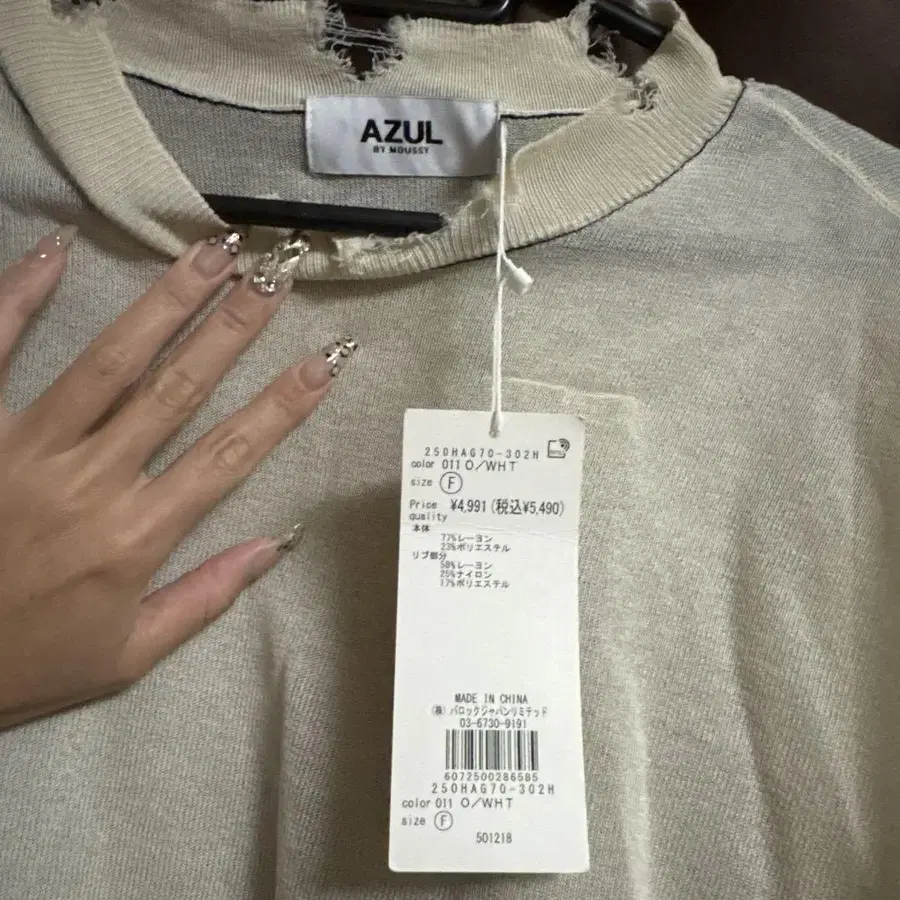 AZUL
BY MOUSSY
250HAG70-302H
color 011 O/WHT
size F
Price ¥4,991 (税込¥5,490)
quality
本体
77%レーヨン
23%ポリエステル
リブ部分
58%レーヨン
25%ナイロン
17%ポリエステル
MADE IN CHINA
㈱ バロックジャパンリミテッド
03-6730-9191
6072500286585
250HAG70-302H
color 011 O/WHT
size F
501218